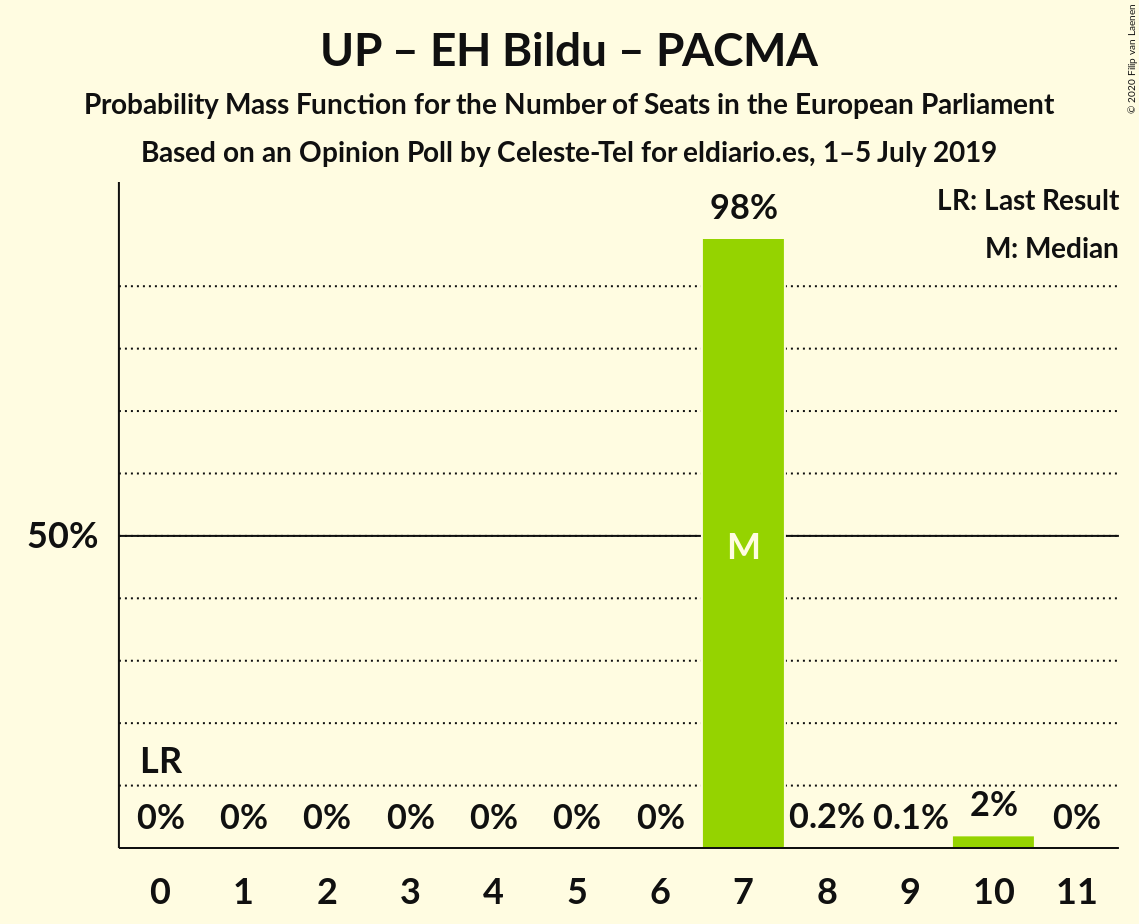 UP – EH Bildu – PACMA
Probability Mass Function for the Number of Seats in the European Parliament
Based on an Opinion Poll by Celeste-Tel for eldiario.es, 1–5 July 2019
© 2020 Filip van Laenen
LR: Last Result
M: Median
98%
50%
M
LR
0% 0% 0% 0% 0% 0% 0% 0.2% 0.1% 2% 0%
0 1 2 3 4 5 6 7 8 9 10 11